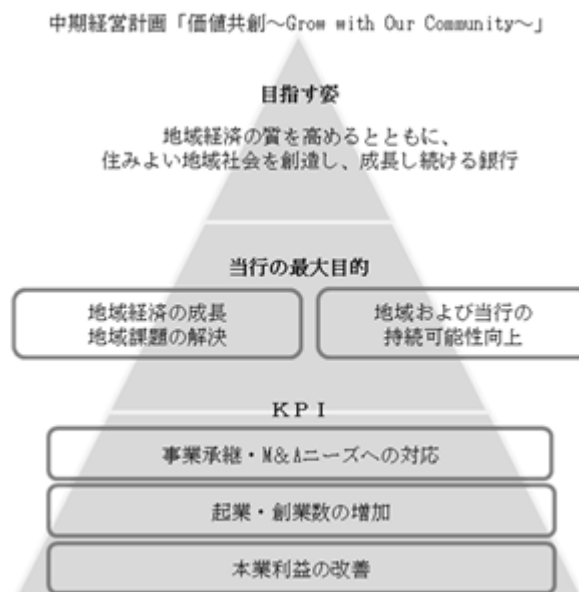 中期経営計画「価値共創～Grow with Our Community～」
目指す姿
地域経済の質を高めるとともに、
住みよい地域社会を創造し、成長し続ける銀行
当行の最大目的
地域経済の成長
地域課題の解決
地域および当行の
持続可能性向上
ＫＰＩ
事業承継・M&Aニーズへの対応
起業・創業数の増加
本業利益の改善